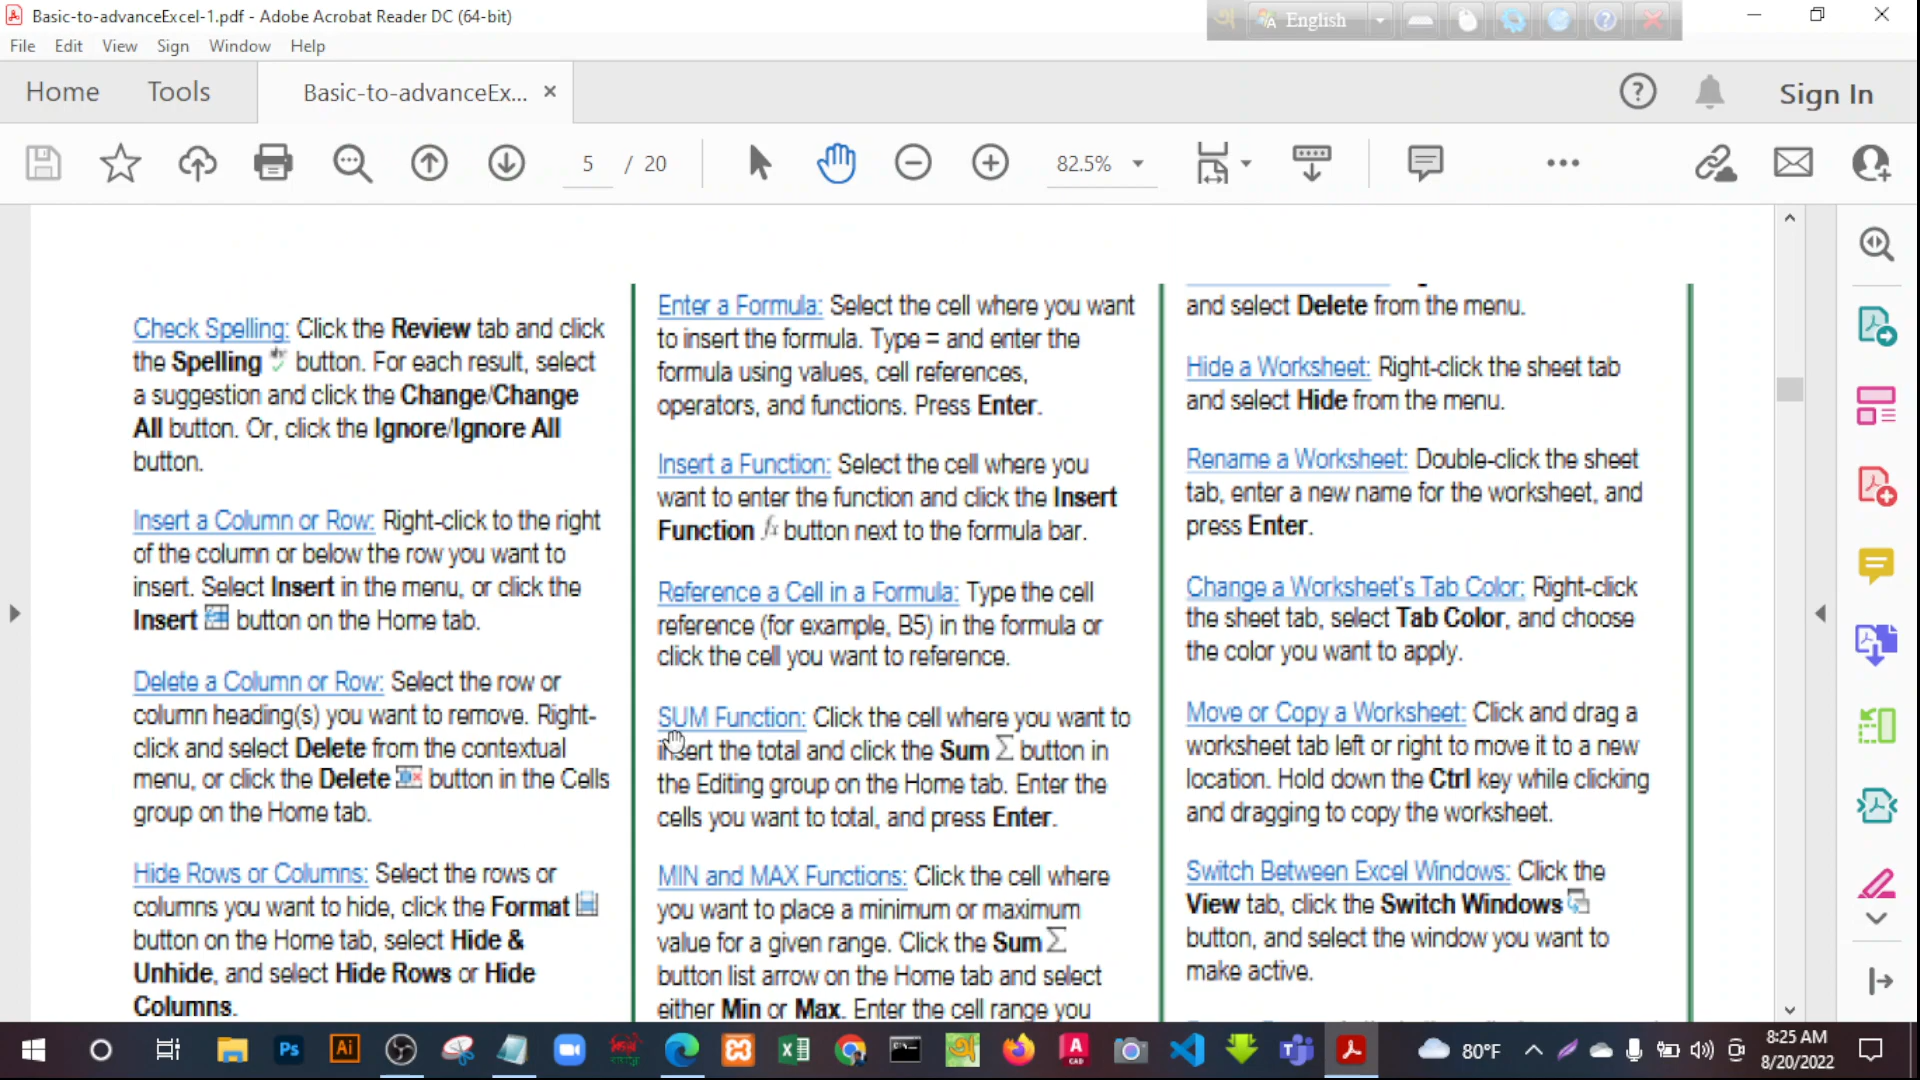 Basic-to-advanceExcel-1.pdf - Adobe Acrobat Reader DC (64-bit)
English
File Edit View Sign Window Help
Home Tools Basic-to-advanceEx...
Sign In
5 / 20
82.5%
Check Spelling: Click the Review tab and click
the Spelling button. For each result, select
a suggestion and click the Change/Change
All button. Or, click the Ignore/Ignore All
button.
Insert a Column or Row: Right-click to the right
of the column or below the row you want to
insert. Select Insert in the menu, or click the
Insert button on the Home tab.
Delete a Column or Row: Select the row or
column heading(s) you want to remove. Right-
click and select Delete from the contextual
menu, or click the Delete button in the Cells
group on the Home tab.
Hide Rows or Columns: Select the rows or
columns you want to hide, click the Format
button on the Home tab, select Hide &
Unhide, and select Hide Rows or Hide
Columns.
Enter a Formula: Select the cell where you want
to insert the formula. Type = and enter the
formula using values, cell references,
operators, and functions. Press Enter.
Insert a Function: Select the cell where you
want to enter the function and click the Insert
Function fx button next to the formula bar.
Reference a Cell in a Formula: Type the cell
reference (for example, B5) in the formula or
click the cell you want to reference.
SUM Function: Click the cell where you want to
insert the total and click the Sum Σ button in
the Editing group on the Home tab. Enter the
cells you want to total, and press Enter.
MIN and MAX Functions: Click the cell where
you want to place a minimum or maximum
value for a given range. Click the Sum Σ
button list arrow on the Home tab and select
either Min or Max. Enter the cell range you
and select Delete from the menu.
Hide a Worksheet: Right-click the sheet tab
and select Hide from the menu.
Rename a Worksheet: Double-click the sheet
tab, enter a new name for the worksheet, and
press Enter.
Change a Worksheet's Tab Color: Right-click
the sheet tab, select Tab Color, and choose
the color you want to apply.
Move or Copy a Worksheet: Click and drag a
worksheet tab left or right to move it to a new
location. Hold down the Ctrl key while clicking
and dragging to copy the worksheet.
Switch Between Excel Windows: Click the
View tab, click the Switch Windows
button, and select the window you want to
make active.
Ps
Ai
80°F
8:25 AM
8/20/2022